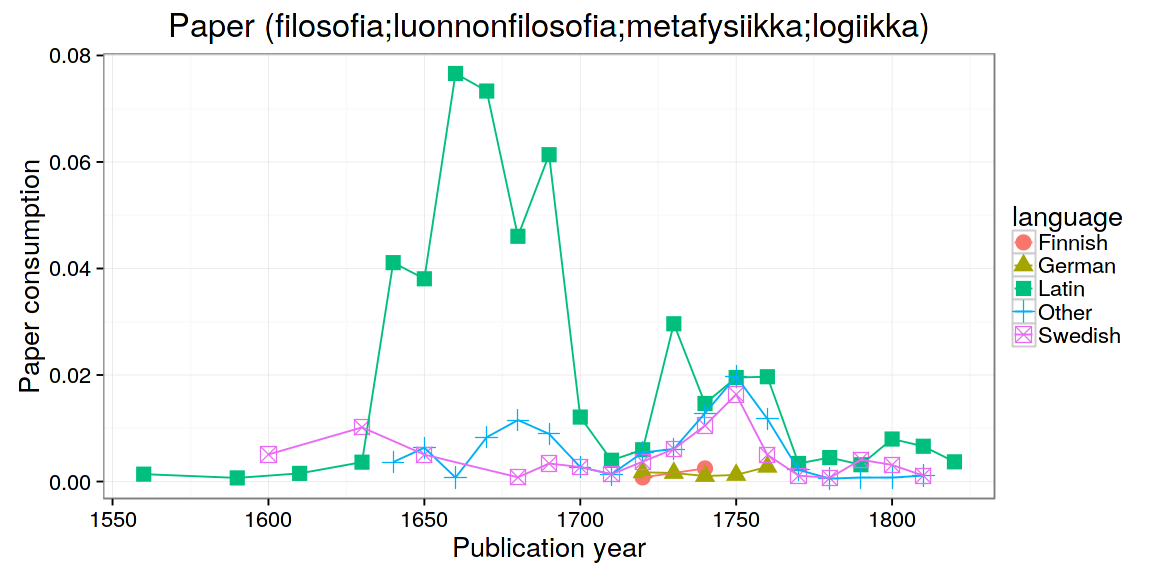 Paper (filosofia;luonnonfilosofia;metafysiikka;logiikka)
0.08
0.06
0.04
0.02
0.00
Paper consumption
1550 1600 1650 1700 1750 1800
Publication year
language
Finnish
German
Latin
Other
Swedish